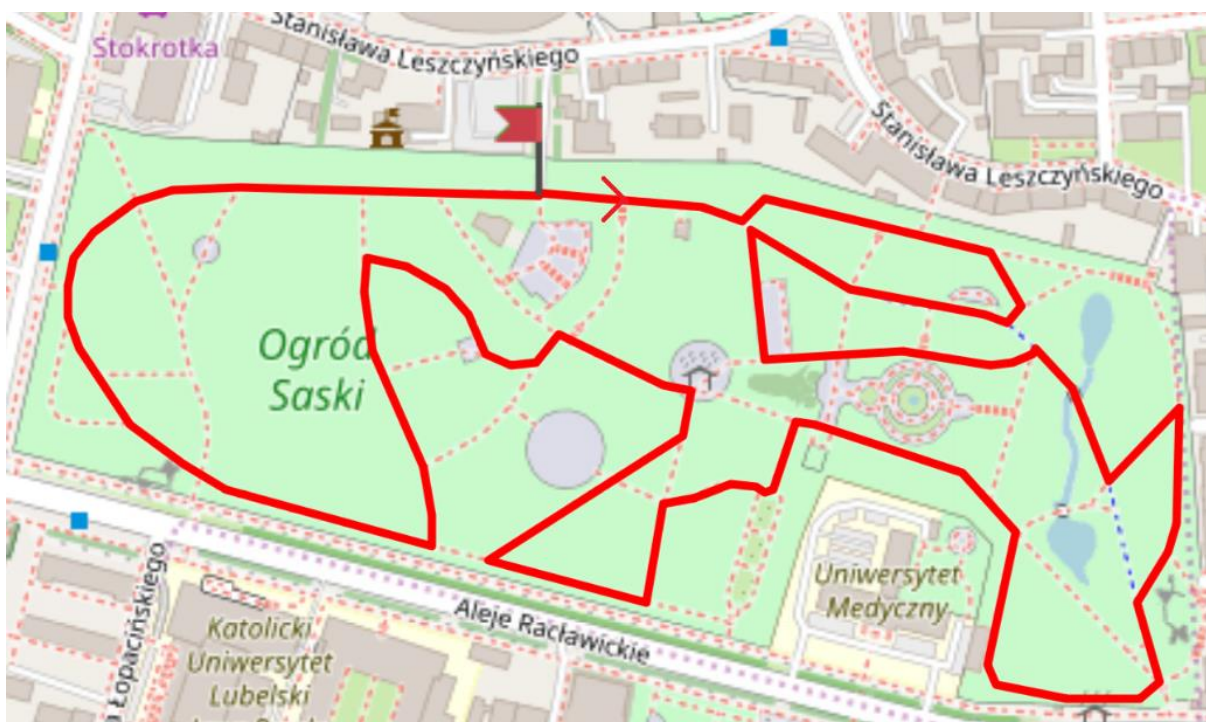 Stokrotka
Stanisława Leszczyńskiego
Stanisława Leszczyńskiego
Ogród
Saski
Uniwersytet
Medyczny
Aleje Racławickie
Łopacińskiego
Katolicki
Uniwersytet
Lubelski